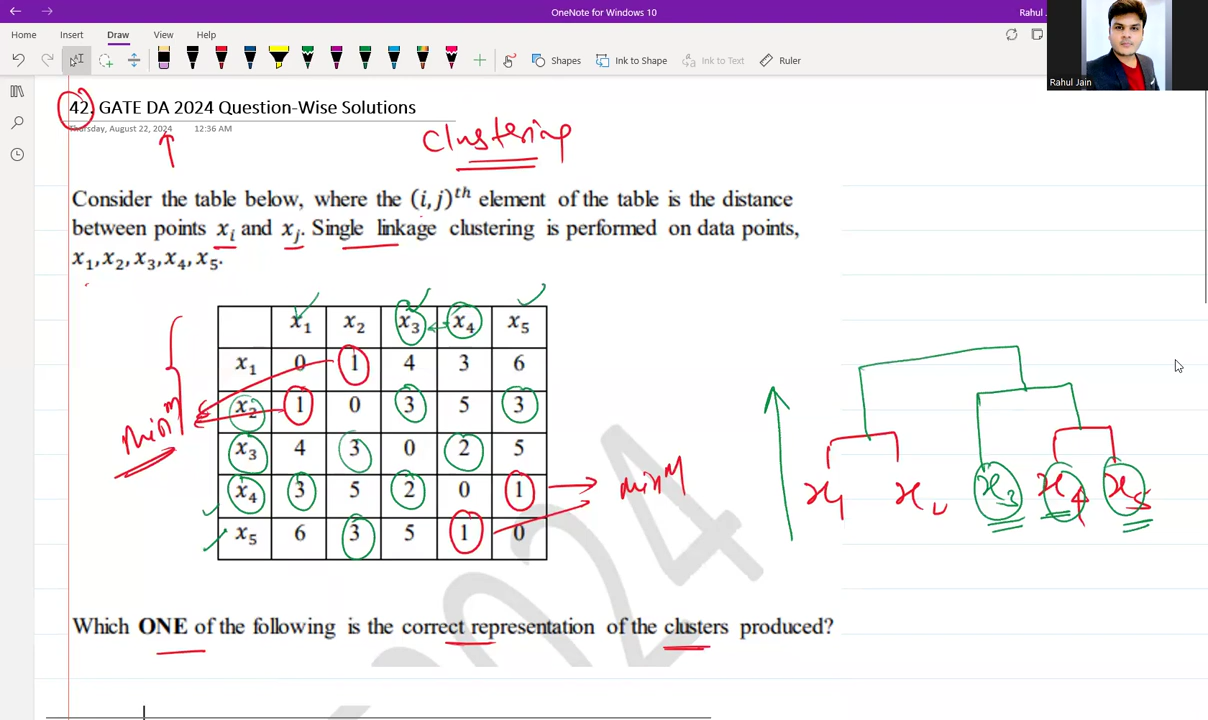 OneNote for Windows 10
Rahul J
Home Insert Draw View Help
Shapes Ink to Shape Ink to Text Ruler
Rahul Jain
42. GATE DA 2024 Question-Wise Solutions
Thursday, August 22, 2024 12:36 AM
Clustering
Consider the table below, where the (i, j)th element of the table is the distance
between points xi and xj. Single linkage clustering is performed on data points,
x1, x2, x3, x4, x5.
x1 x2 x3 x4 x5
x1 0 1 4 3 6
x2 1 0 3 5 3
x3 4 3 0 2 5
x4 3 5 2 0 1
x5 6 3 5 1 0
minm
minm
x1 x2 x3 x4 x5
Which ONE of the following is the correct representation of the clusters produced?
2024